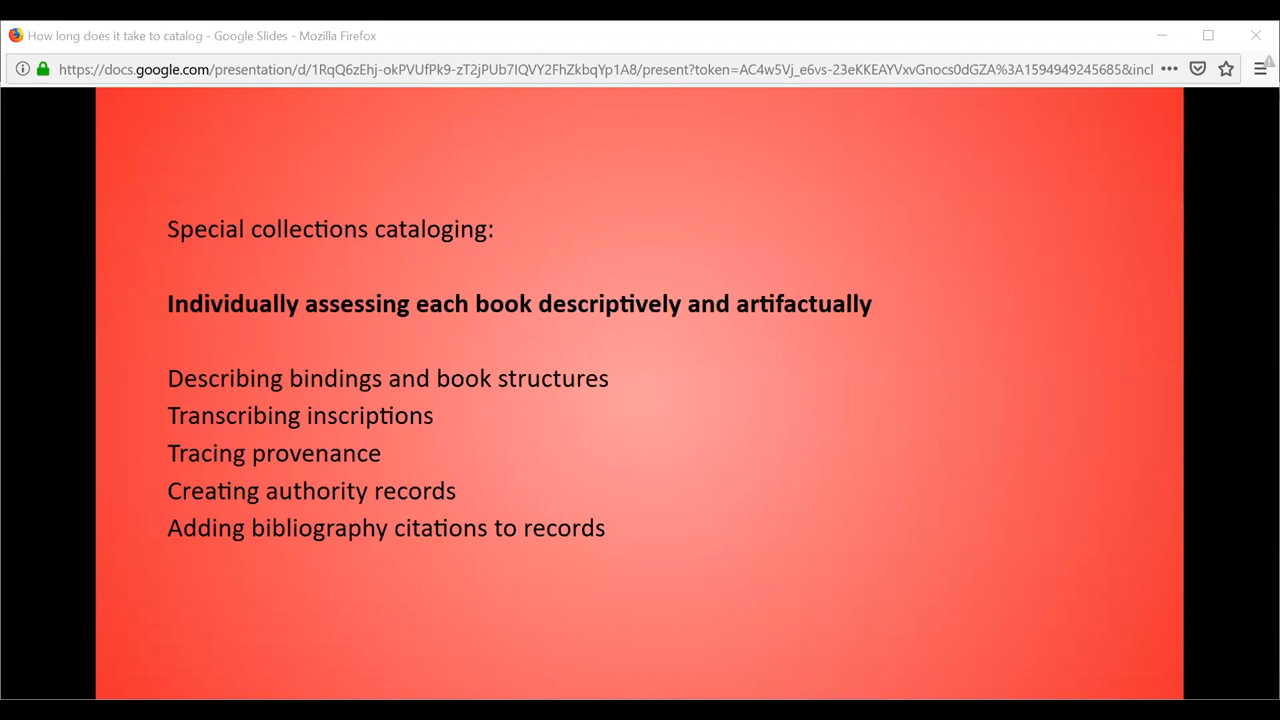 How long does it take to catalog - Google Slides - Mozilla Firefox
https://docs.google.com/presentation/d/1RqQ6zEhj-okPVUfPk9-zT2jPUb7IQVY2FhZkbqYp1A8/present?token=AC4w5Vj_e6vs-23eKKEAYVxvGnocs0dGZA%3A1594949245685&incl
Special collections cataloging:
Individually assessing each book descriptively and artifactually
Describing bindings and book structures
Transcribing inscriptions
Tracing provenance
Creating authority records
Adding bibliography citations to records